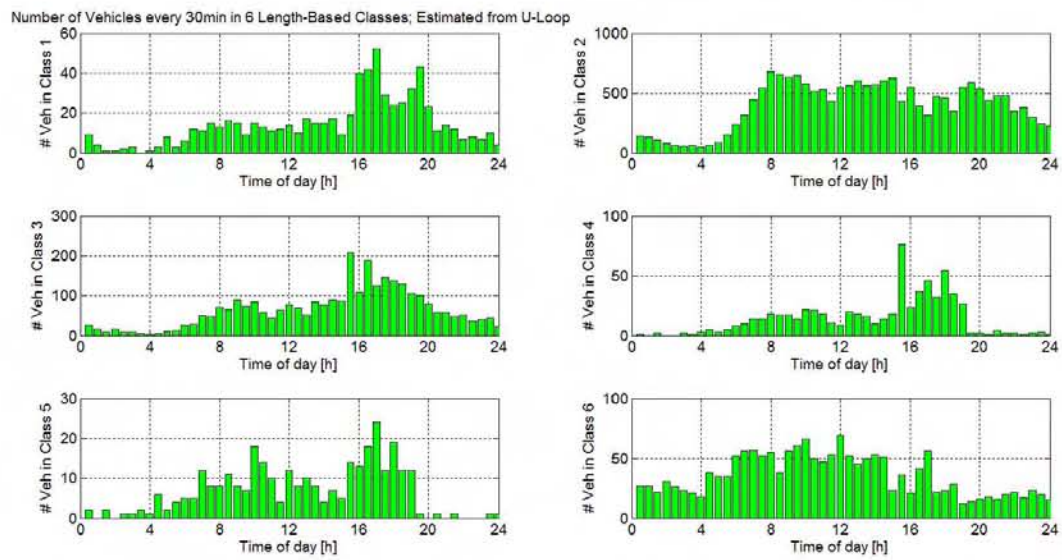 Number of Vehicles every 30min in 6 Length-Based Classes; Estimated from U-Loop
# Veh in Class 1
60
40
20
0
0 4 8 12 16 20 24
Time of day [h]
# Veh in Class 2
1000
500
0
0 4 8 12 16 20 24
Time of day [h]
# Veh in Class 3
300
200
100
0
0 4 8 12 16 20 24
Time of day [h]
# Veh in Class 4
100
50
0
0 4 8 12 16 20 24
Time of day [h]
# Veh in Class 5
30
20
10
0
0 4 8 12 16 20 24
Time of day [h]
# Veh in Class 6
100
50
0
0 4 8 12 16 20 24
Time of day [h]